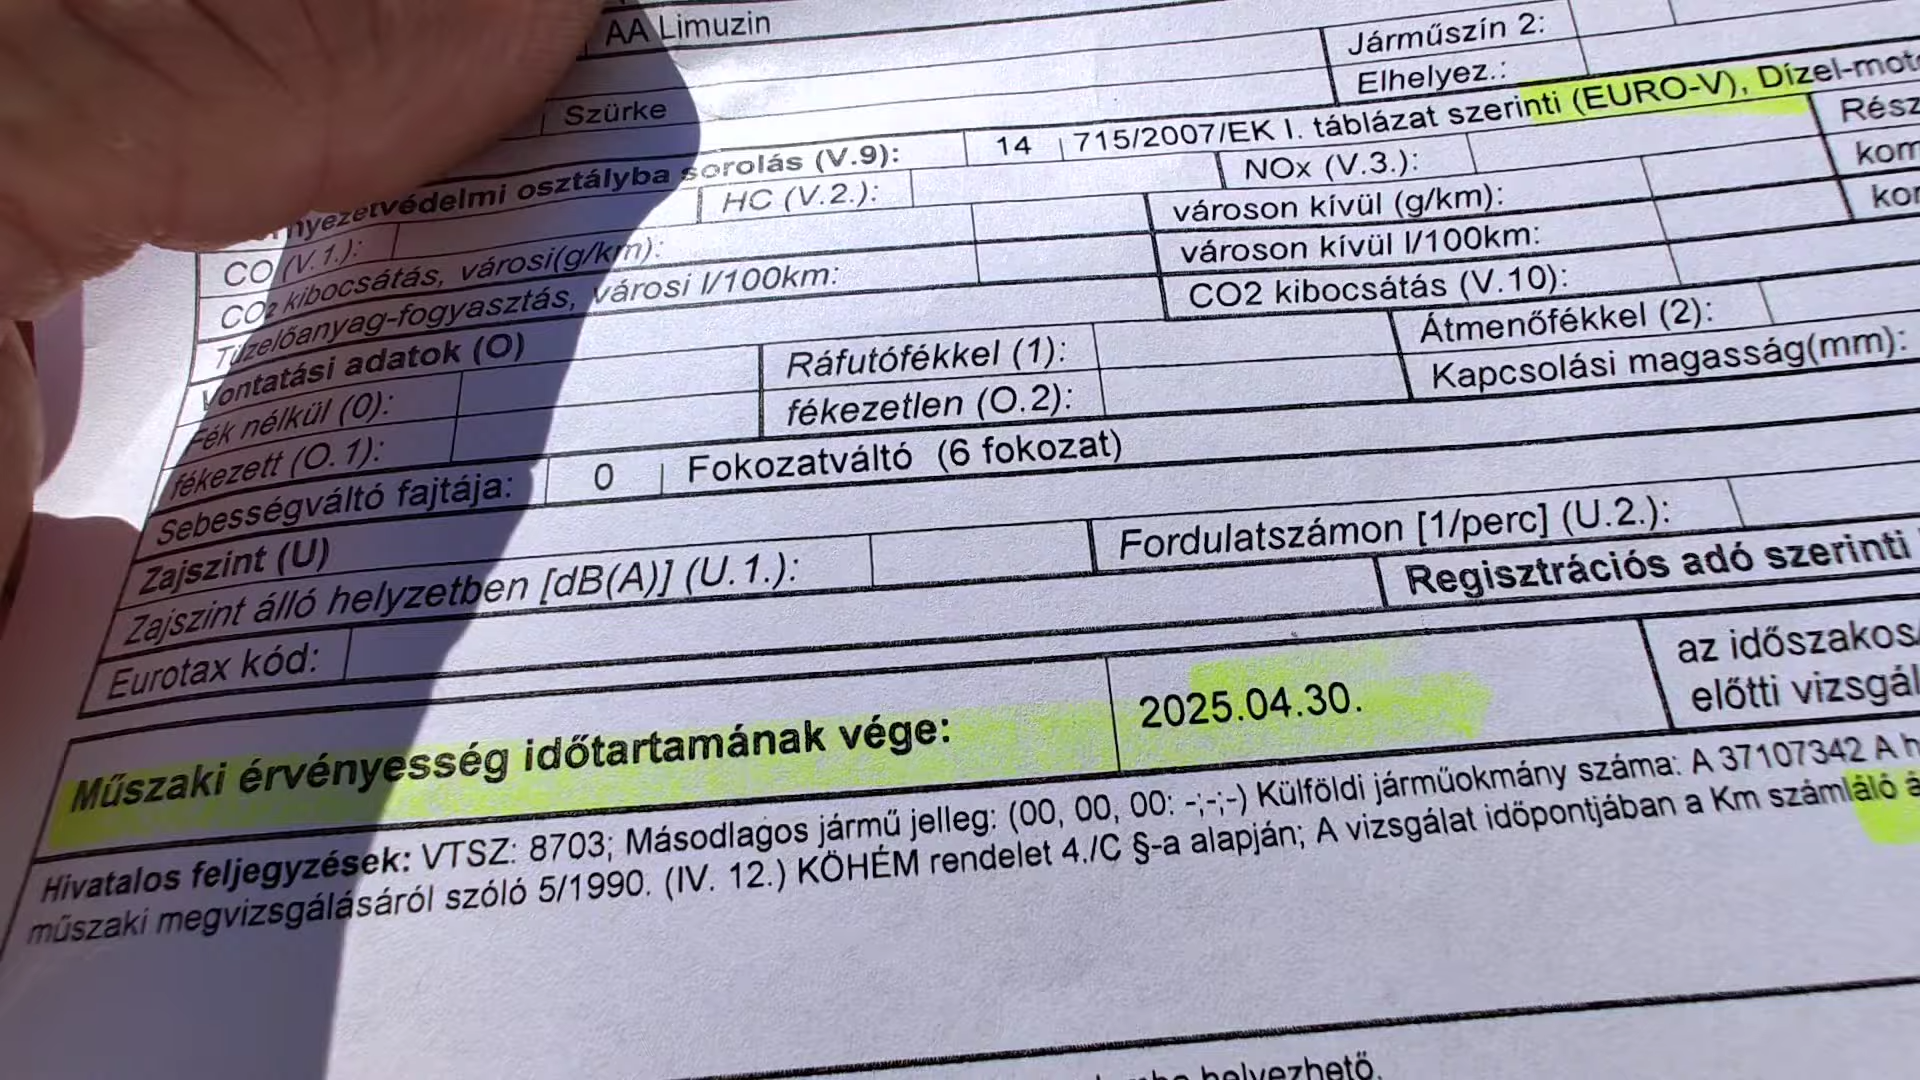 AA Limuzin
Járműszín 2:
Elhelyez.:
Szürke
nyezetvédelmi osztályba sorolás (V.9): 14 715/2007/EK I. táblázat szerinti (EURO-V), Dízel-mot
Rész
CO (V.1.): HC (V.2.): NOx (V.3.):
CO2 kibocsátás, városi(g/km): városon kívül (g/km): kom
Tüzelőanyag-fogyasztás, városi l/100km: városon kívül l/100km: kor
CO2 kibocsátás (V.10):
Vontatási adatok (O)
Fék nélkül (0): Ráfutófékkel (1): Átmenőfékkel (2):
fékezett (O.1): fékezetlen (O.2): Kapcsolási magasság(mm):
Sebességváltó fajtája: 0 Fokozatváltó (6 fokozat)
Zajszint (U)
Zajszint álló helyzetben [dB(A)] (U.1.): Fordulatszámon [1/perc] (U.2.):
Eurotax kód: Regisztrációs adó szerinti
Műszaki érvényesség időtartamának vége: 2025.04.30. az időszakos/
előtti vizsgál
Hivatalos feljegyzések: VTSZ: 8703; Másodlagos jármű jelleg: (00, 00, 00: -;-;-) Külföldi járműokmány száma: A 37107342 A h
műszaki megvizsgálásáról szóló 5/1990. (IV. 12.) KÖHÉM rendelet 4./C §-a alapján; A vizsgálat időpontjában a Km számláló á
helyezhető.